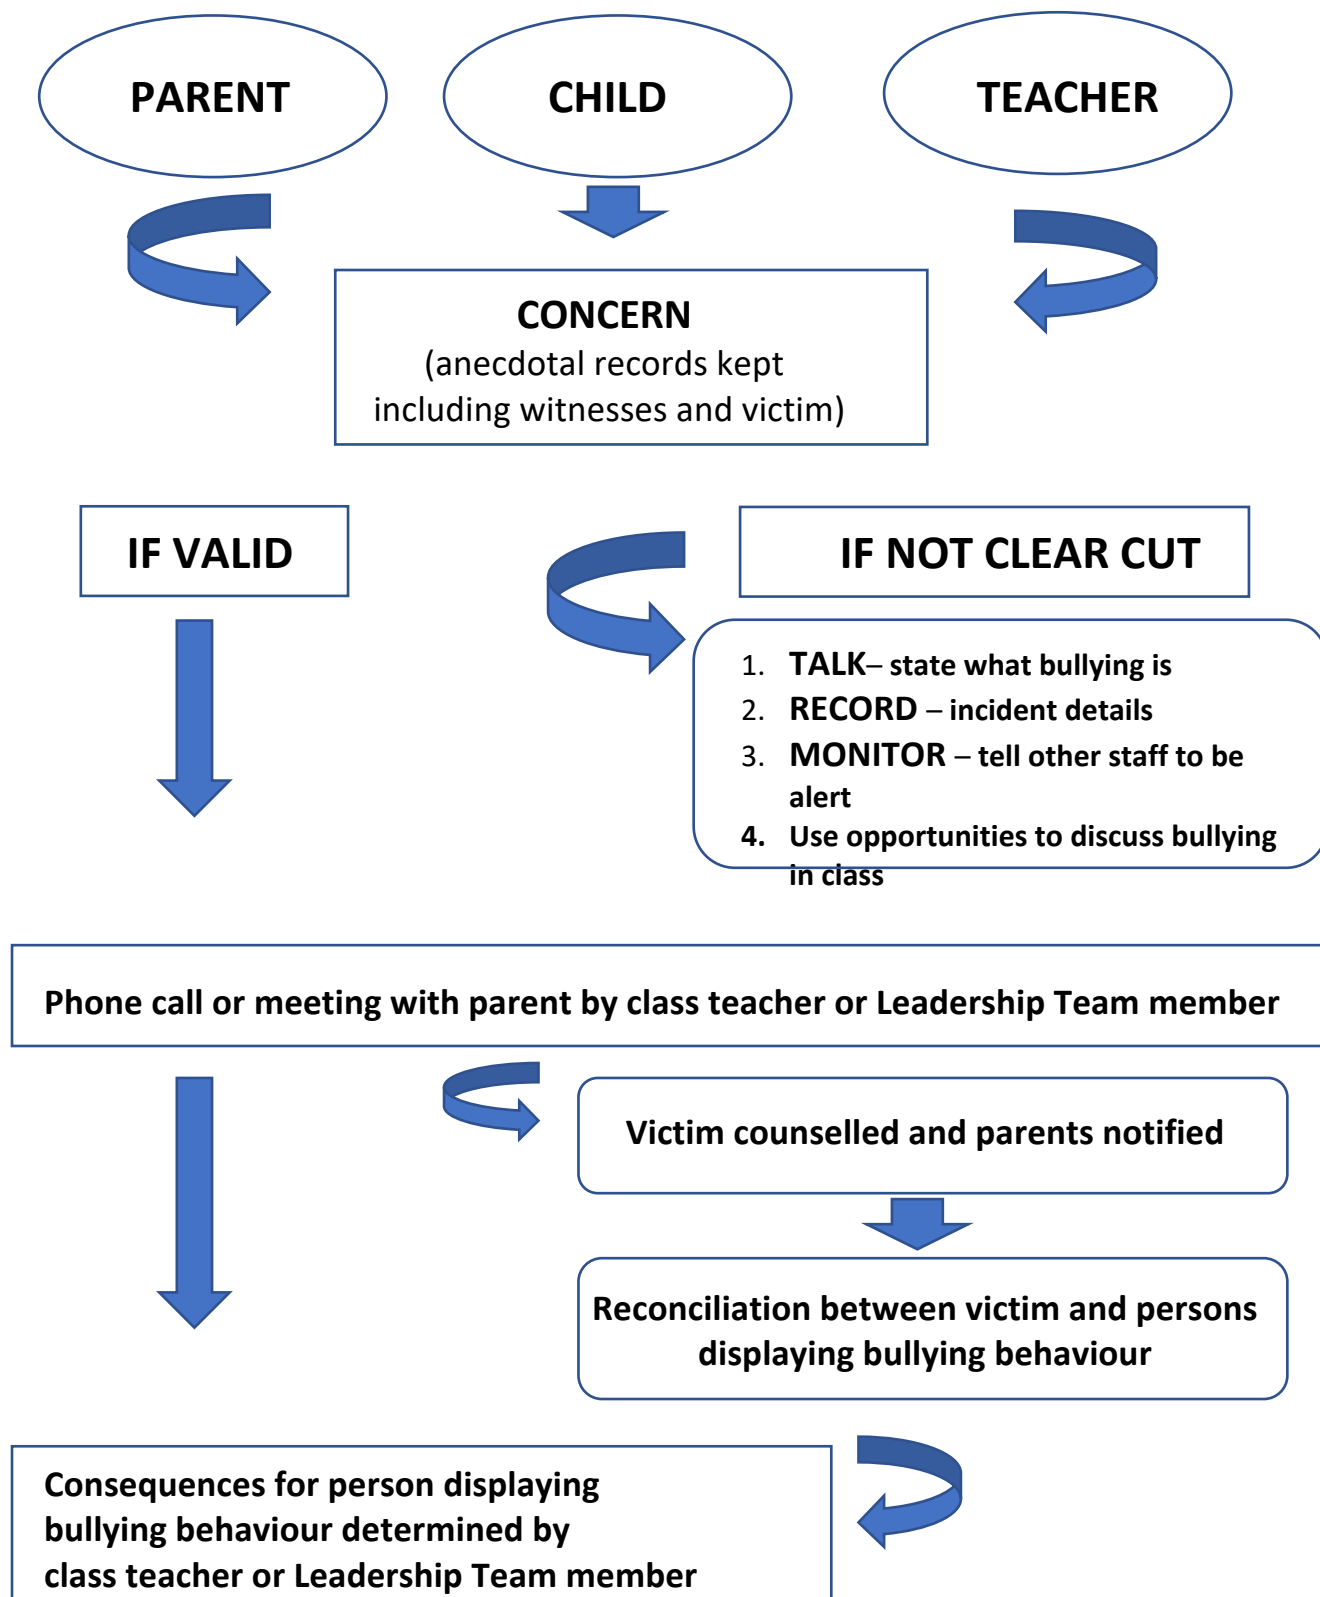 PARENT
CHILD
TEACHER
CONCERN
(anecdotal records kept
including witnesses and victim)
IF VALID
IF NOT CLEAR CUT
1. TALK– state what bullying is
2. RECORD – incident details
3. MONITOR – tell other staff to be
alert
4. Use opportunities to discuss bullying
in class
Phone call or meeting with parent by class teacher or Leadership Team member
Victim counselled and parents notified
Reconciliation between victim and persons
displaying bullying behaviour
Consequences for person displaying
bullying behaviour determined by
class teacher or Leadership Team member